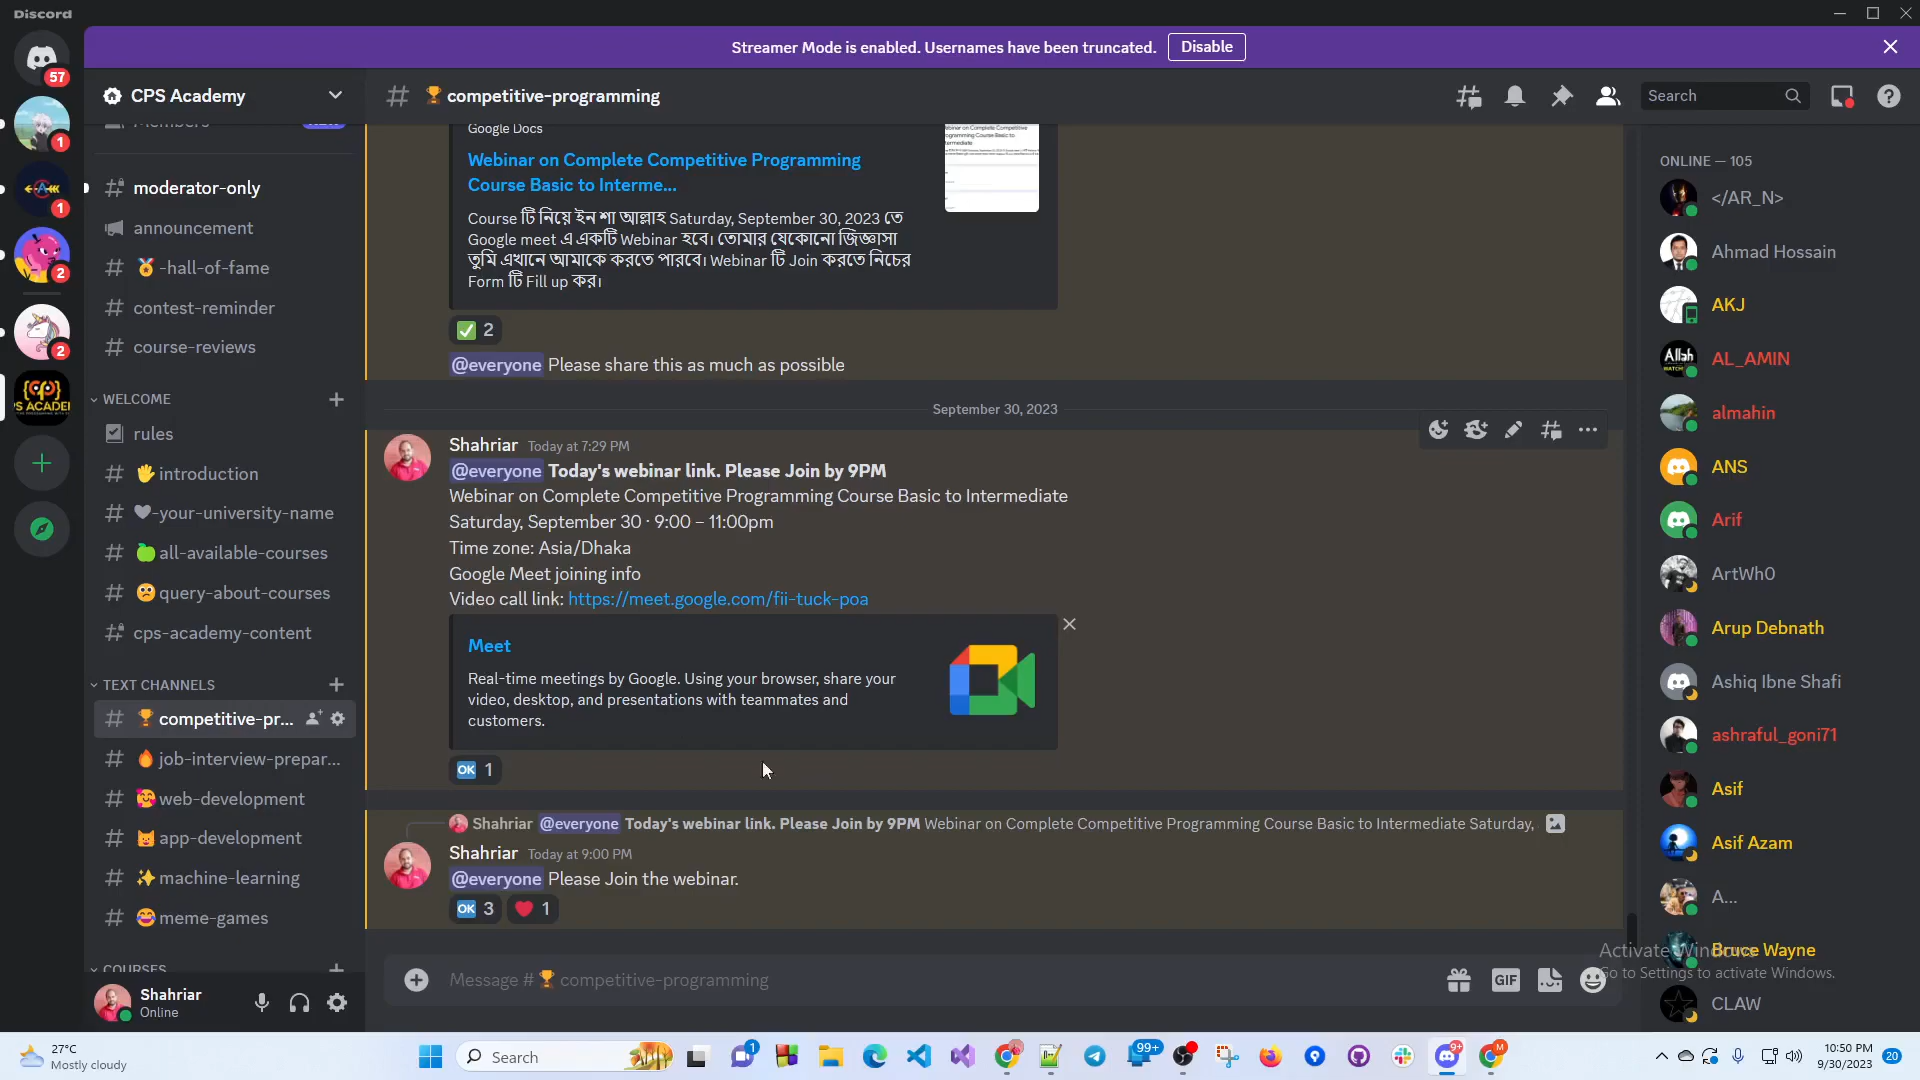 Discord
Streamer Mode is enabled. Usernames have been truncated. Disable
57
1
1
2
2
CPS Academy
moderator-only
announcement
-hall-of-fame
contest-reminder
course-reviews
WELCOME
rules
introduction
-your-university-name
all-available-courses
query-about-courses
cps-academy-content
TEXT CHANNELS
competitive-pr...
job-interview-prepar...
web-development
app-development
machine-learning
meme-games
COURSES
Shahriar
Online
competitive-programming
Search
Google Docs
Webinar on Complete Competitive Programming
Course Basic to Interme...
Course টি নিয়ে ইন শা আল্লাহ Saturday, September 30, 2023 তে
Google meet এ একটি Webinar হবে। তোমার যেকোনো জিজ্ঞাসা
তুমি এখানে আমাকে করতে পারবে। Webinar টি Join করতে নিচের
Form টি Fill up কর।
2
@everyone Please share this as much as possible
September 30, 2023
Shahriar Today at 7:29 PM
@everyone Today's webinar link. Please Join by 9PM
Webinar on Complete Competitive Programming Course Basic to Intermediate
Saturday, September 30 · 9:00 – 11:00pm
Time zone: Asia/Dhaka
Google Meet joining info
Video call link: https://meet.google.com/fii-tuck-poa
Meet
Real-time meetings by Google. Using your browser, share your
video, desktop, and presentations with teammates and
customers.
OK 1
Shahriar @everyone Today's webinar link. Please Join by 9PM Webinar on Complete Competitive Programming Course Basic to Intermediate Saturday,
Shahriar Today at 9:00 PM
@everyone Please Join the webinar.
OK 3 1
Message # competitive-programming
GIF
ONLINE — 105
</AR_N>
Ahmad Hossain
AKJ
AL_AMIN
almahin
ANS
Arif
ArtWh0
Arup Debnath
Ashiq Ibne Shafi
ashraful_goni71
Asif
Asif Azam
A...
Bruce Wayne
CLAW
Activate Windows
Go to Settings to activate Windows.
27°C
Mostly cloudy
Search
1
99+
9+
M
10:50 PM
9/30/2023
20